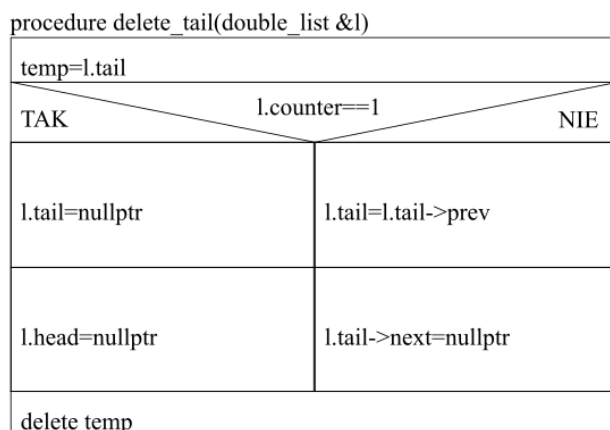 procedure delete_tail(double_list &l)
temp=l.tail
l.counter==1
TAK
NIE
l.tail=nullptr
l.tail=l.tail->prev
l.head=nullptr
l.tail->next=nullptr
delete temp